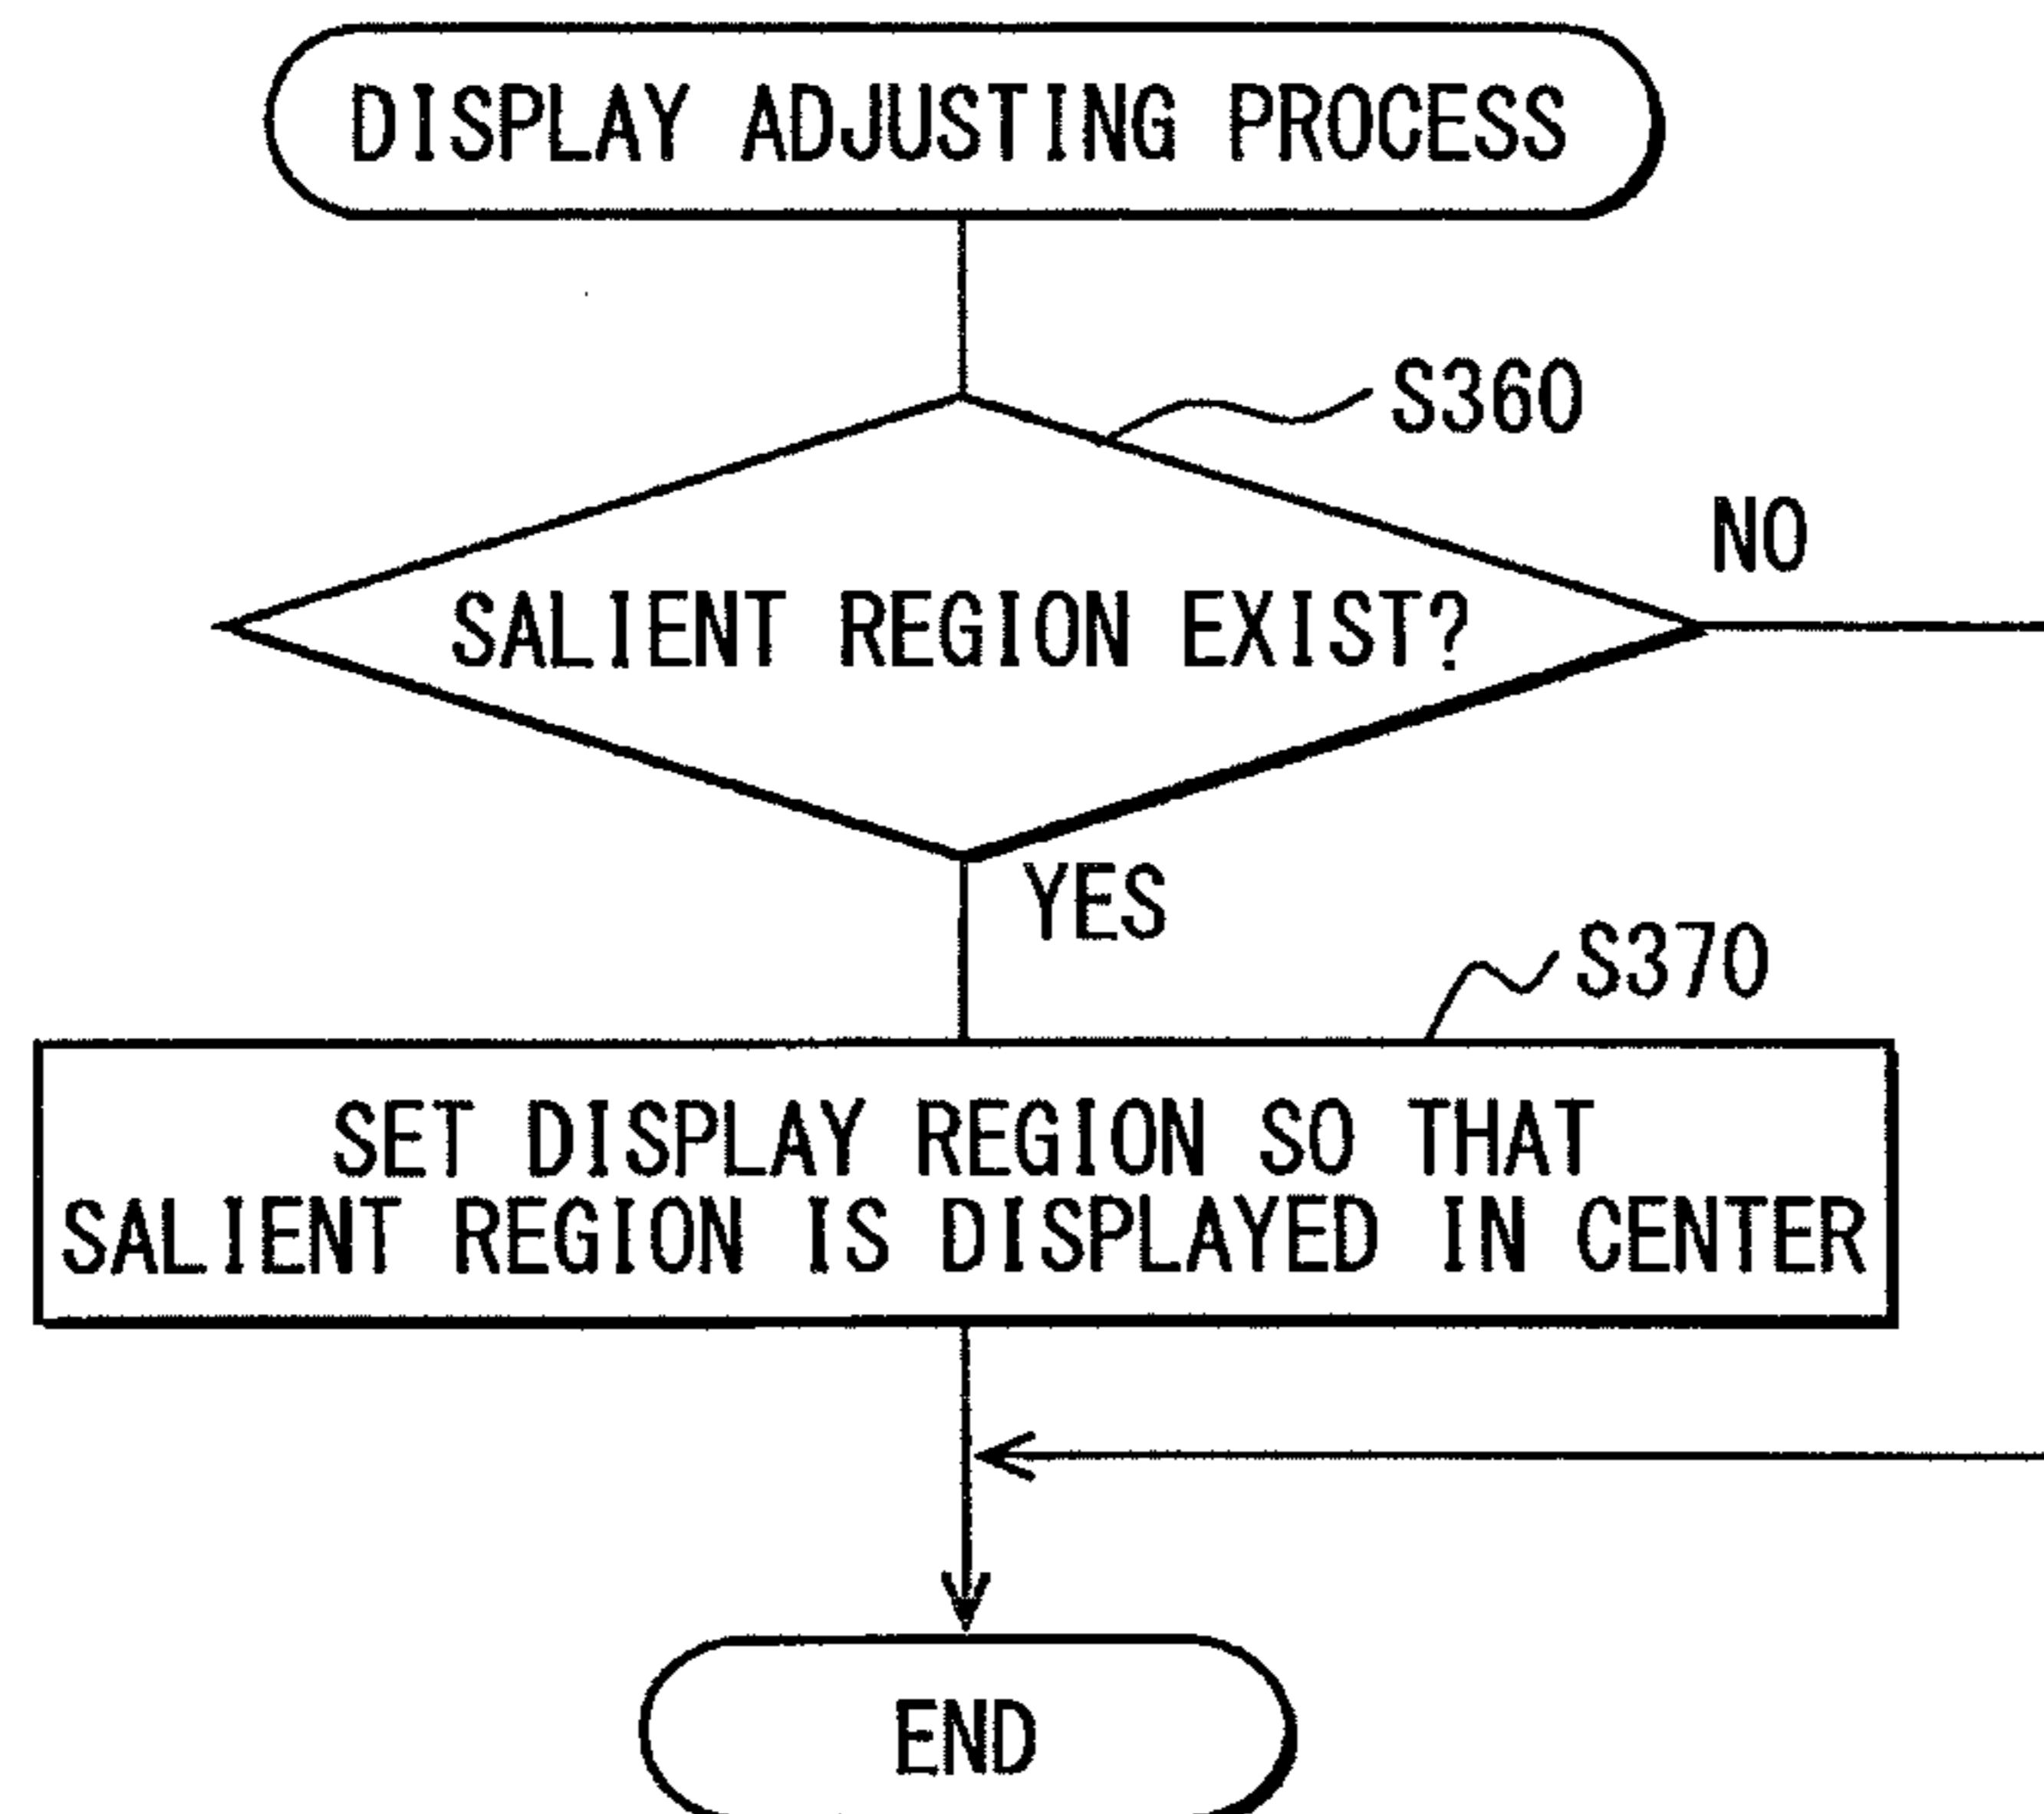 DISPLAY ADJUSTING PROCESS
S360
NO
SALIENT REGION EXIST?
YES
S370
SET DISPLAY REGION SO THAT
SALIENT REGION IS DISPLAYED IN CENTER
END